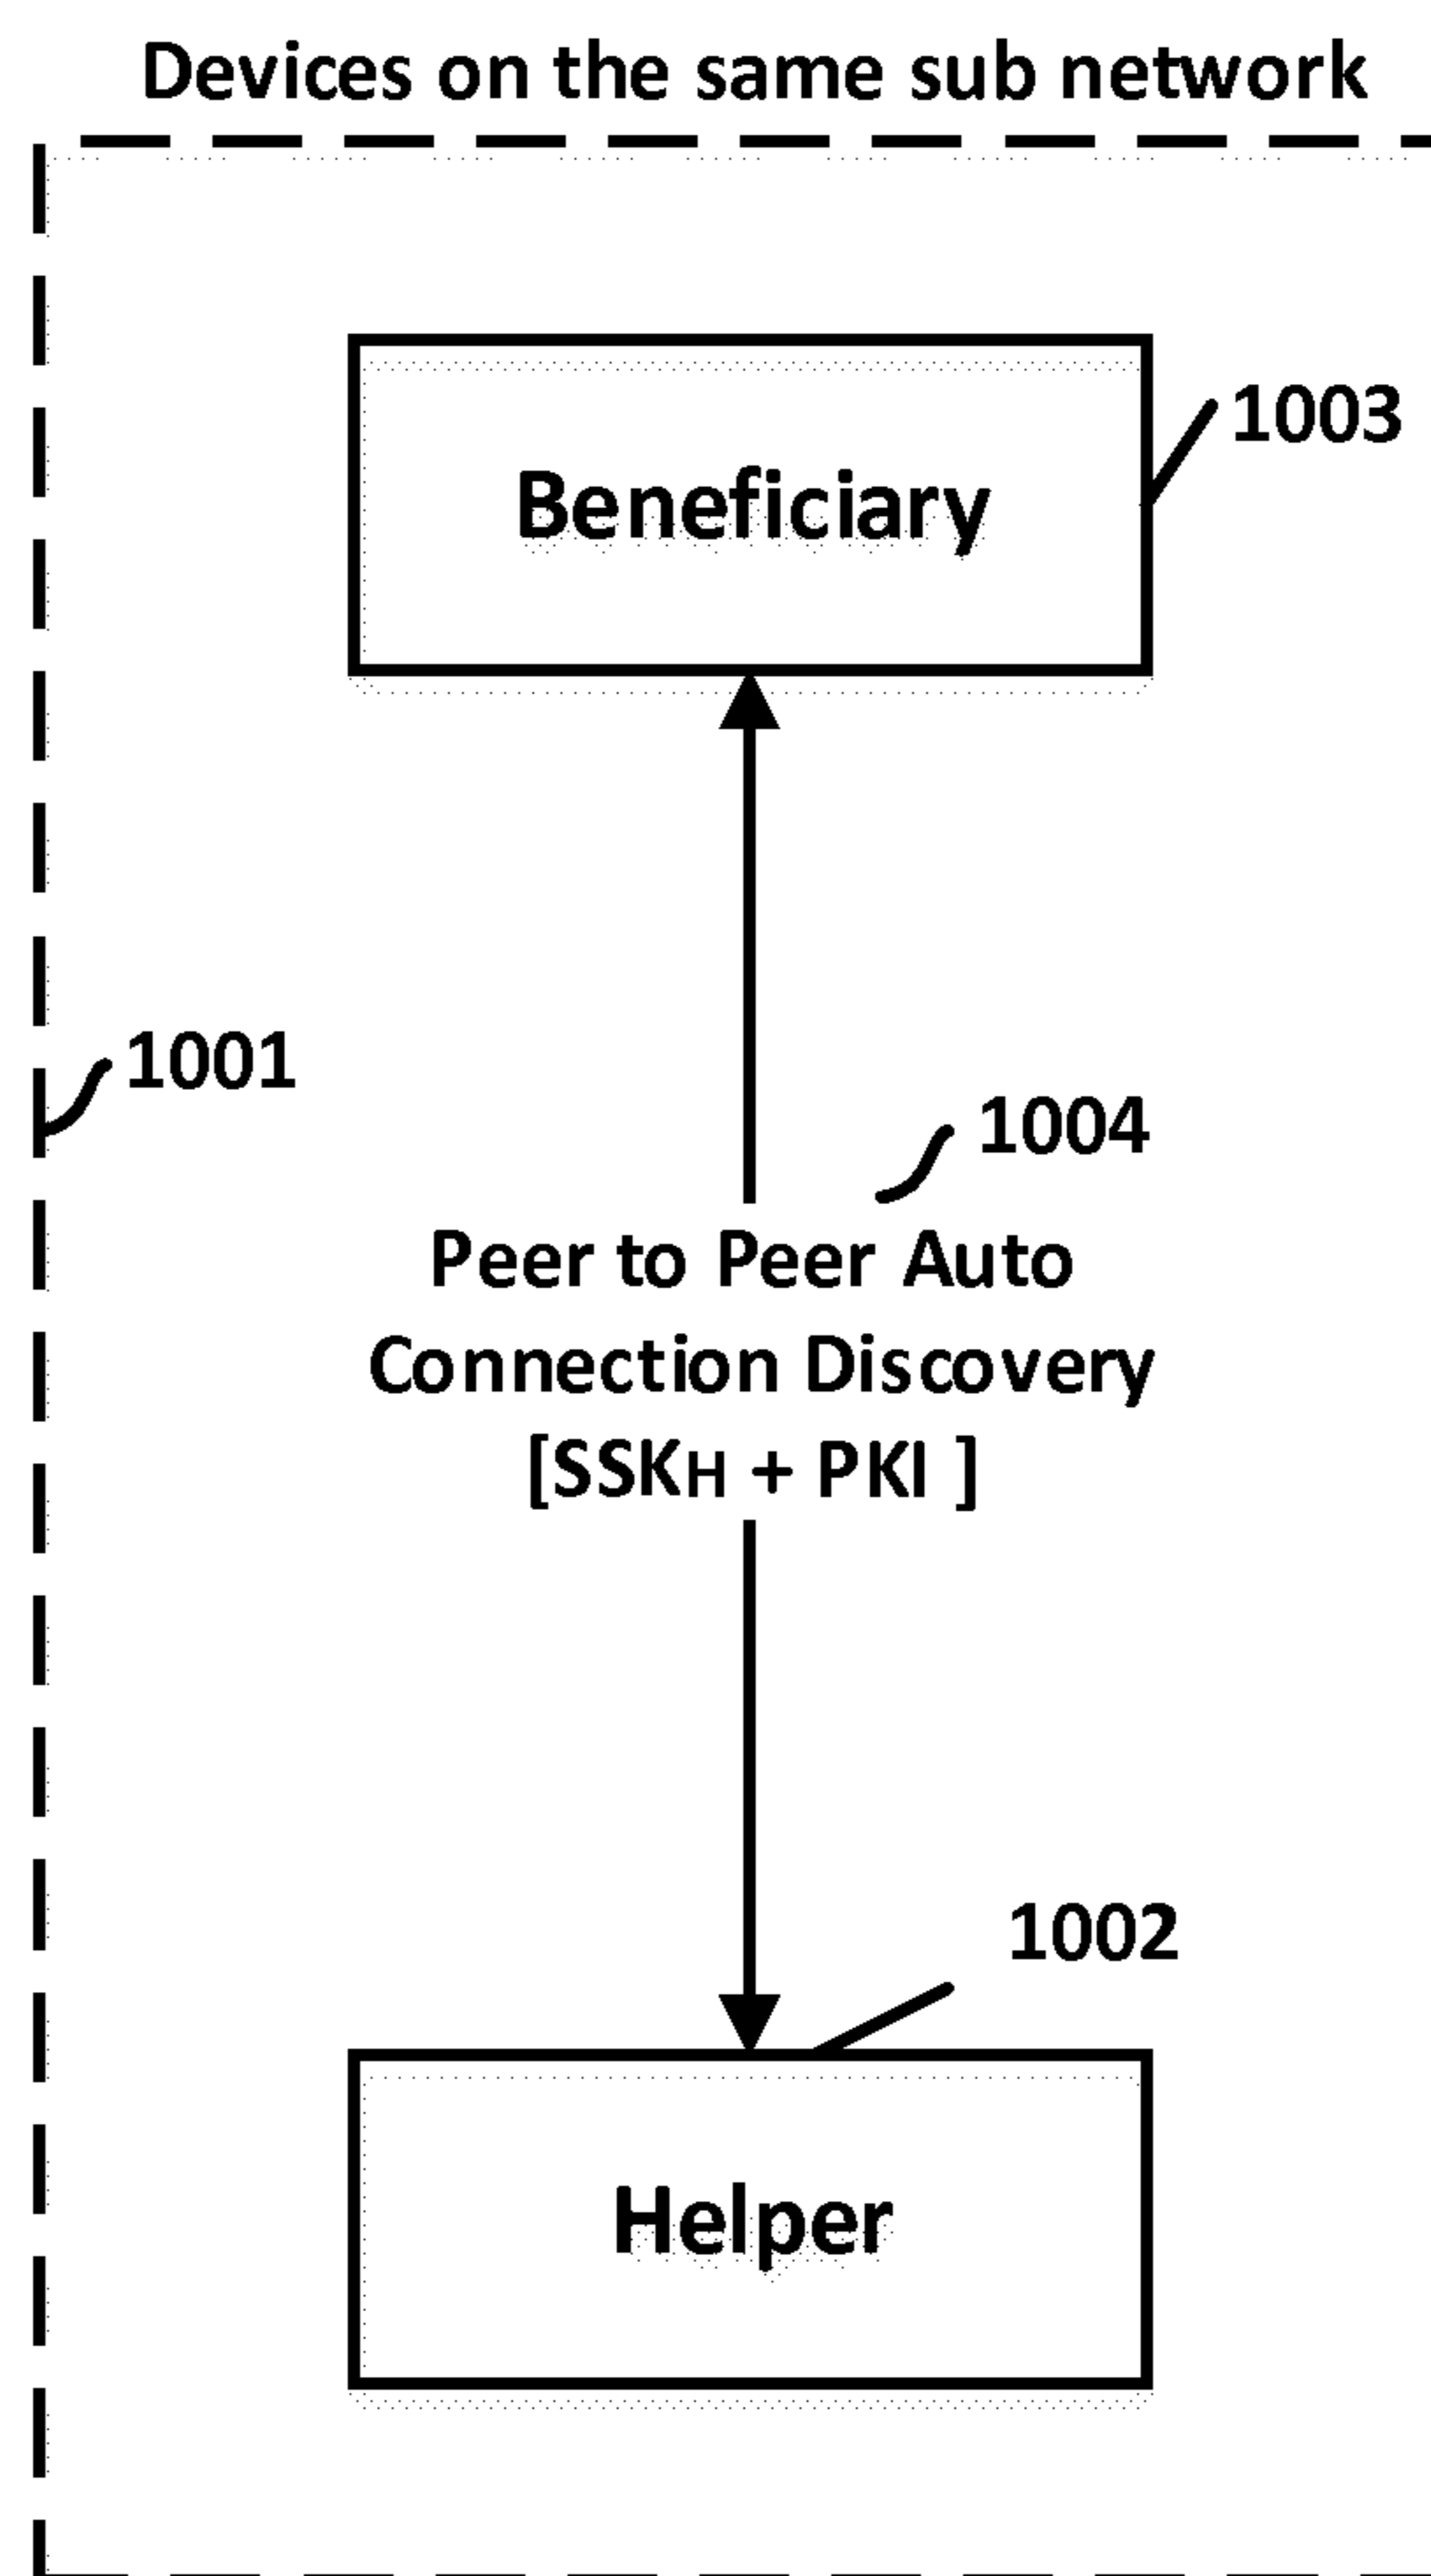 Devices on the same sub network
1003
Beneficiary
1001
1004
Peer to Peer Auto
Connection Discovery
[SSKH + PKI ]
1002
Helper